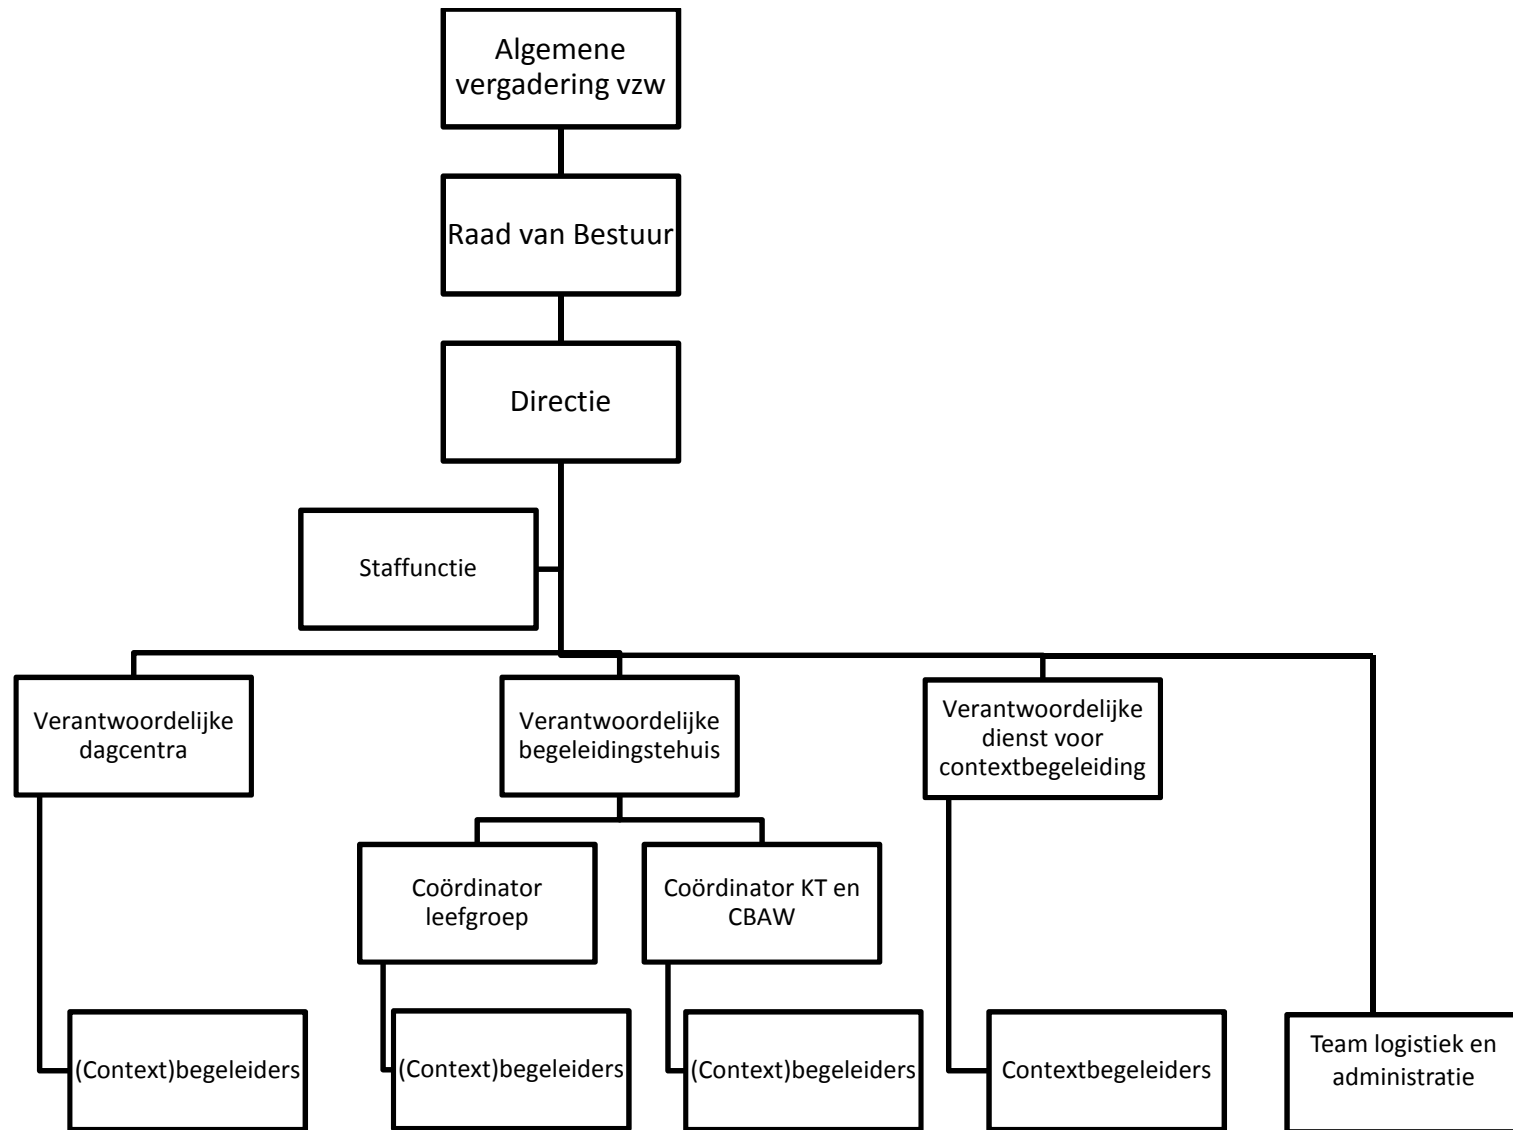 Algemene
vergadering vzw
Raad van Bestuur
Directie
Staffunctie
Verantwoordelijke
dagcentra
Verantwoordelijke
begeleidingstehuis
Verantwoordelijke
dienst voor
contextbegeleiding
Coördinator
leefgroep
Coördinator KT en
CBAW
(Context)begeleiders
(Context)begeleiders
(Context)begeleiders
Contextbegeleiders
Team logistiek en
administratie